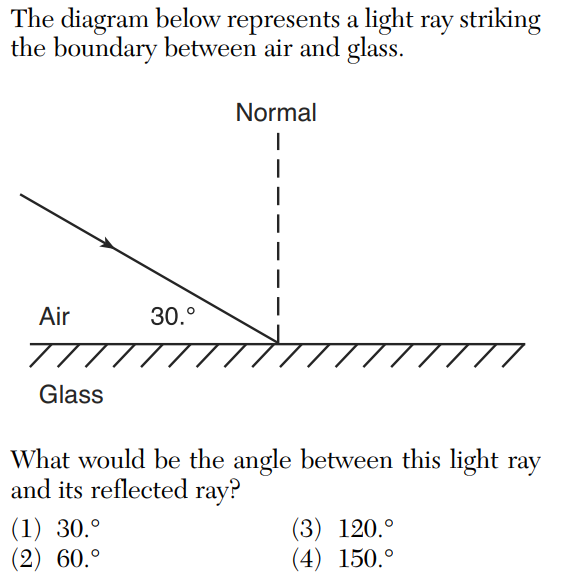 The diagram below represents a light ray striking
the boundary between air and glass.
Normal
Air 30.°
Glass
What would be the angle between this light ray
and its reflected ray?
(1) 30.° (3) 120.°
(2) 60.° (4) 150.°